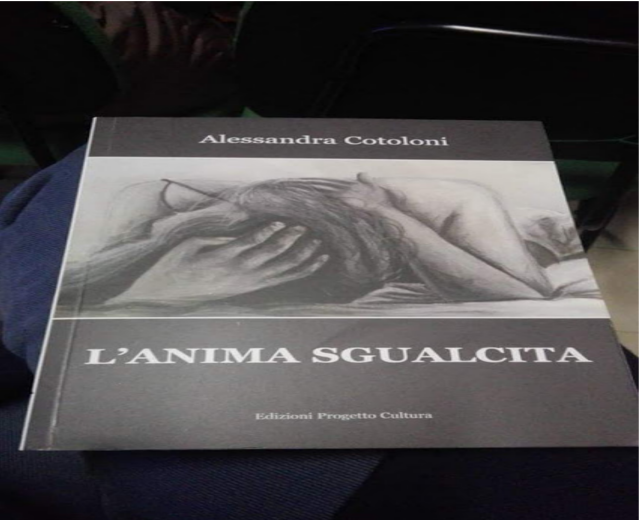 Alessandra Cotoloni
L'ANIMA SGUALCITA
Edizioni Progetto Cultura